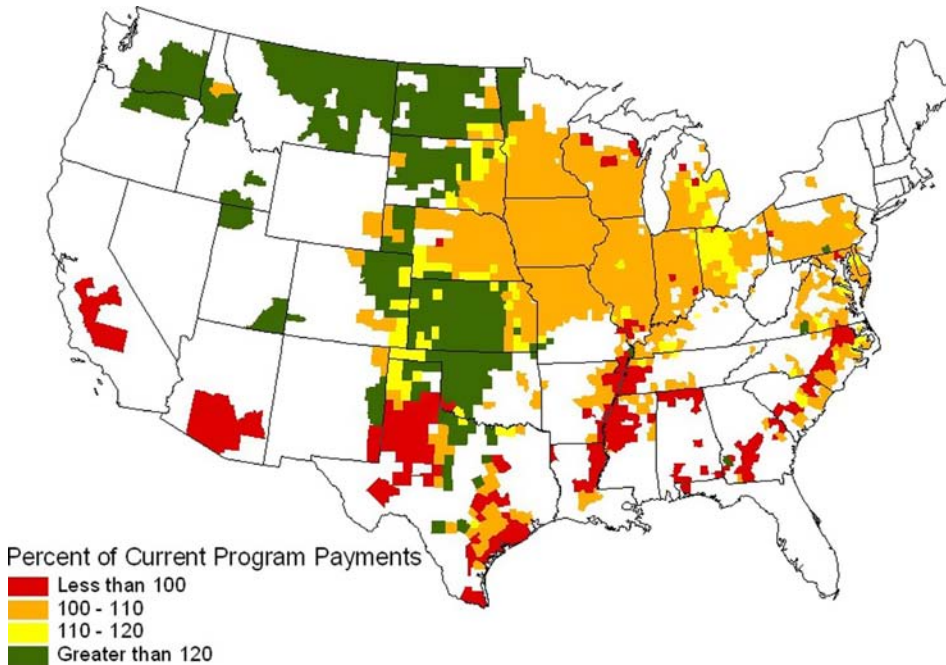 Percent of Current Program Payments
Less than 100
100 - 110
110 - 120
Greater than 120